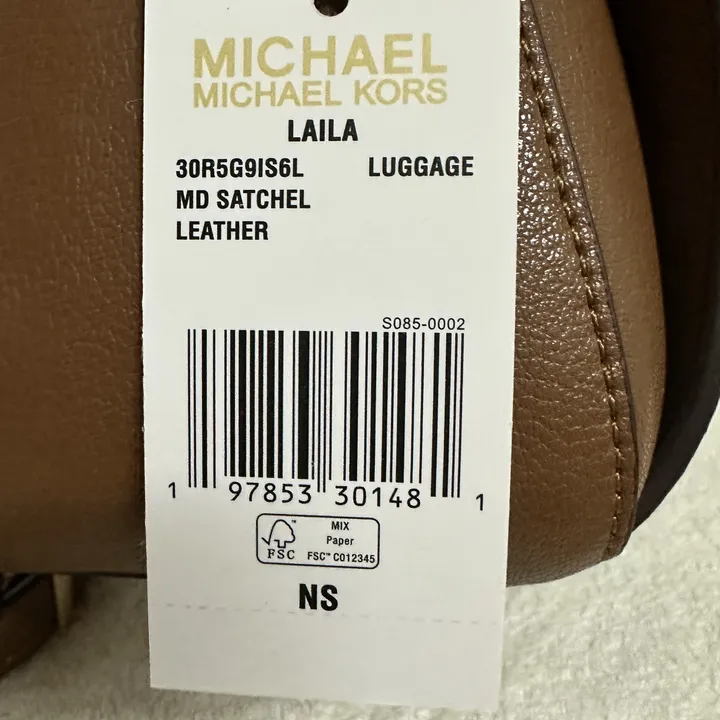 MICHAEL
MICHAEL KORS
LAILA
30R5G9IS6L LUGGAGE
MD SATCHEL
LEATHER
S085-0002
1 97853 30148 1
FSC
MIX
Paper
FSC™ C012345
NS